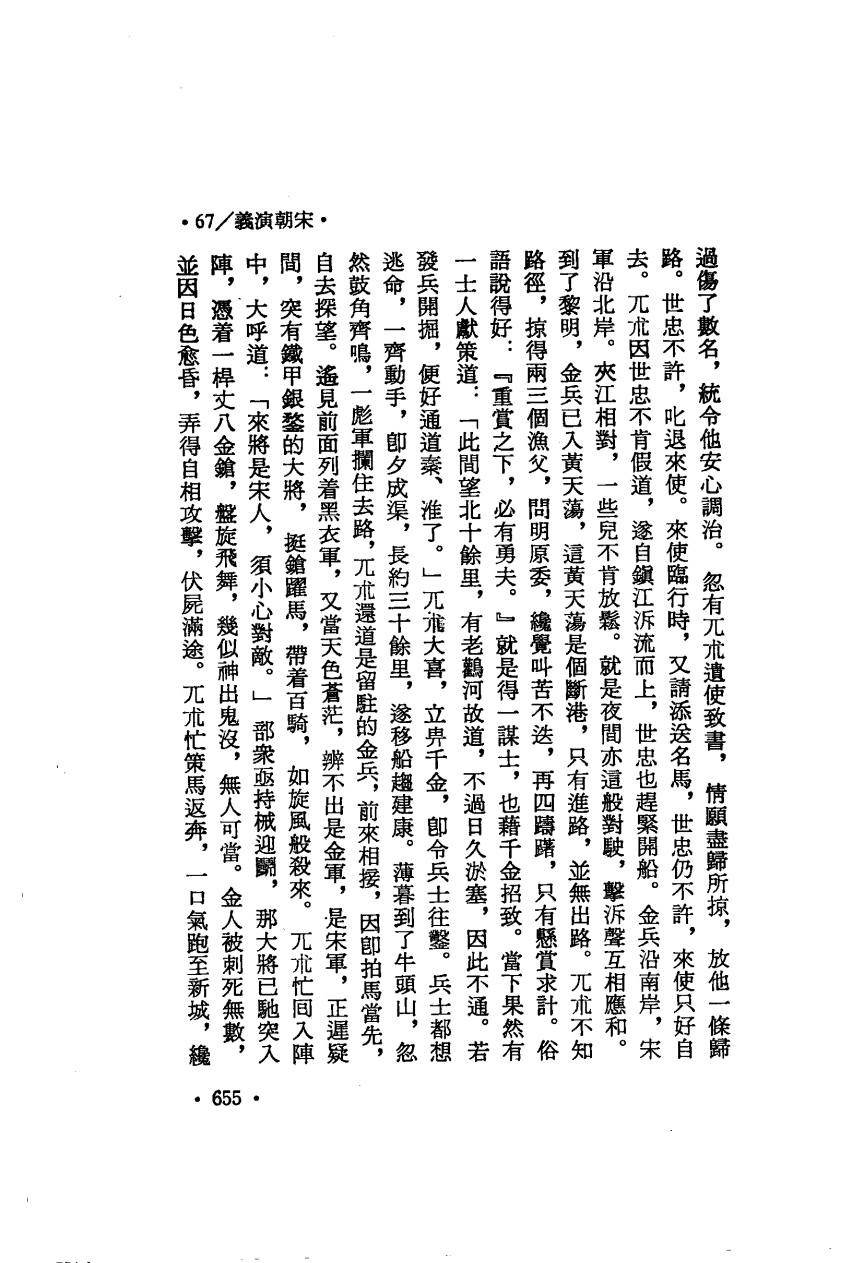 •67／義演朝宋•
過傷了數名，統令他安心調治。忽有兀朮遺使致書，情願盡歸所掠，放他一條歸
路。世忠不許，叱退來使。來使臨行時，又請添送名馬，世忠仍不許，來使只好自
去。兀朮因世忠不肯假道，遂自鎭江泝流而上，世忠也趕緊開船。金兵沿南岸，宋
軍沿北岸。夾江相對，一些兒不肯放鬆。就是夜間亦這般對駛，擊泝聲互相應和。
到了黎明，金兵已入黃天蕩，這黃天蕩是個斷港，只有進路，並無出路。兀朮不知
路徑，掠得兩三個漁父，問明原委，纔覺叫苦不迭，再四躊躇，只有懸賞求計。俗
語說得好：『重賞之下，必有勇夫。』就是得一謀士，也藉千金招致。當下果然有
一士人獻策道：「此間望北十餘里，有老鸛河故道，不過日久淤塞，因此不通。若
發兵開掘，便好通道秦、淮了。」兀朮大喜，立畀千金，卽令兵士往鑿。兵士都想
逃命，一齊動手，卽夕成渠，長約三十餘里，遂移船趨建康。薄暮到了牛頭山，忽
然鼓角齊鳴，一彪軍攔住去路，兀朮還道是留駐的金兵，前來相接，因卽拍馬當先，
自去探望。遙見前面列着黑衣軍，又當天色蒼茫，辨不出是金軍，是宋軍，正遲疑
間，突有鐵甲銀鍪的大將，挺鎗躍馬，帶着百騎，如旋風般殺來。兀朮忙囘入陣
中，大呼道：「來將是宋人，須小心對敵。」部衆亟持械迎鬭，那大將已馳突入
陣，憑着一桿丈八金鎗，盤旋飛舞，幾似神出鬼沒，無人可當。金人被刺死無數，
並因日色愈昏，弄得自相攻擊，伏屍滿途。兀朮忙策馬返奔，一口氣跑至新城，纔
•655•